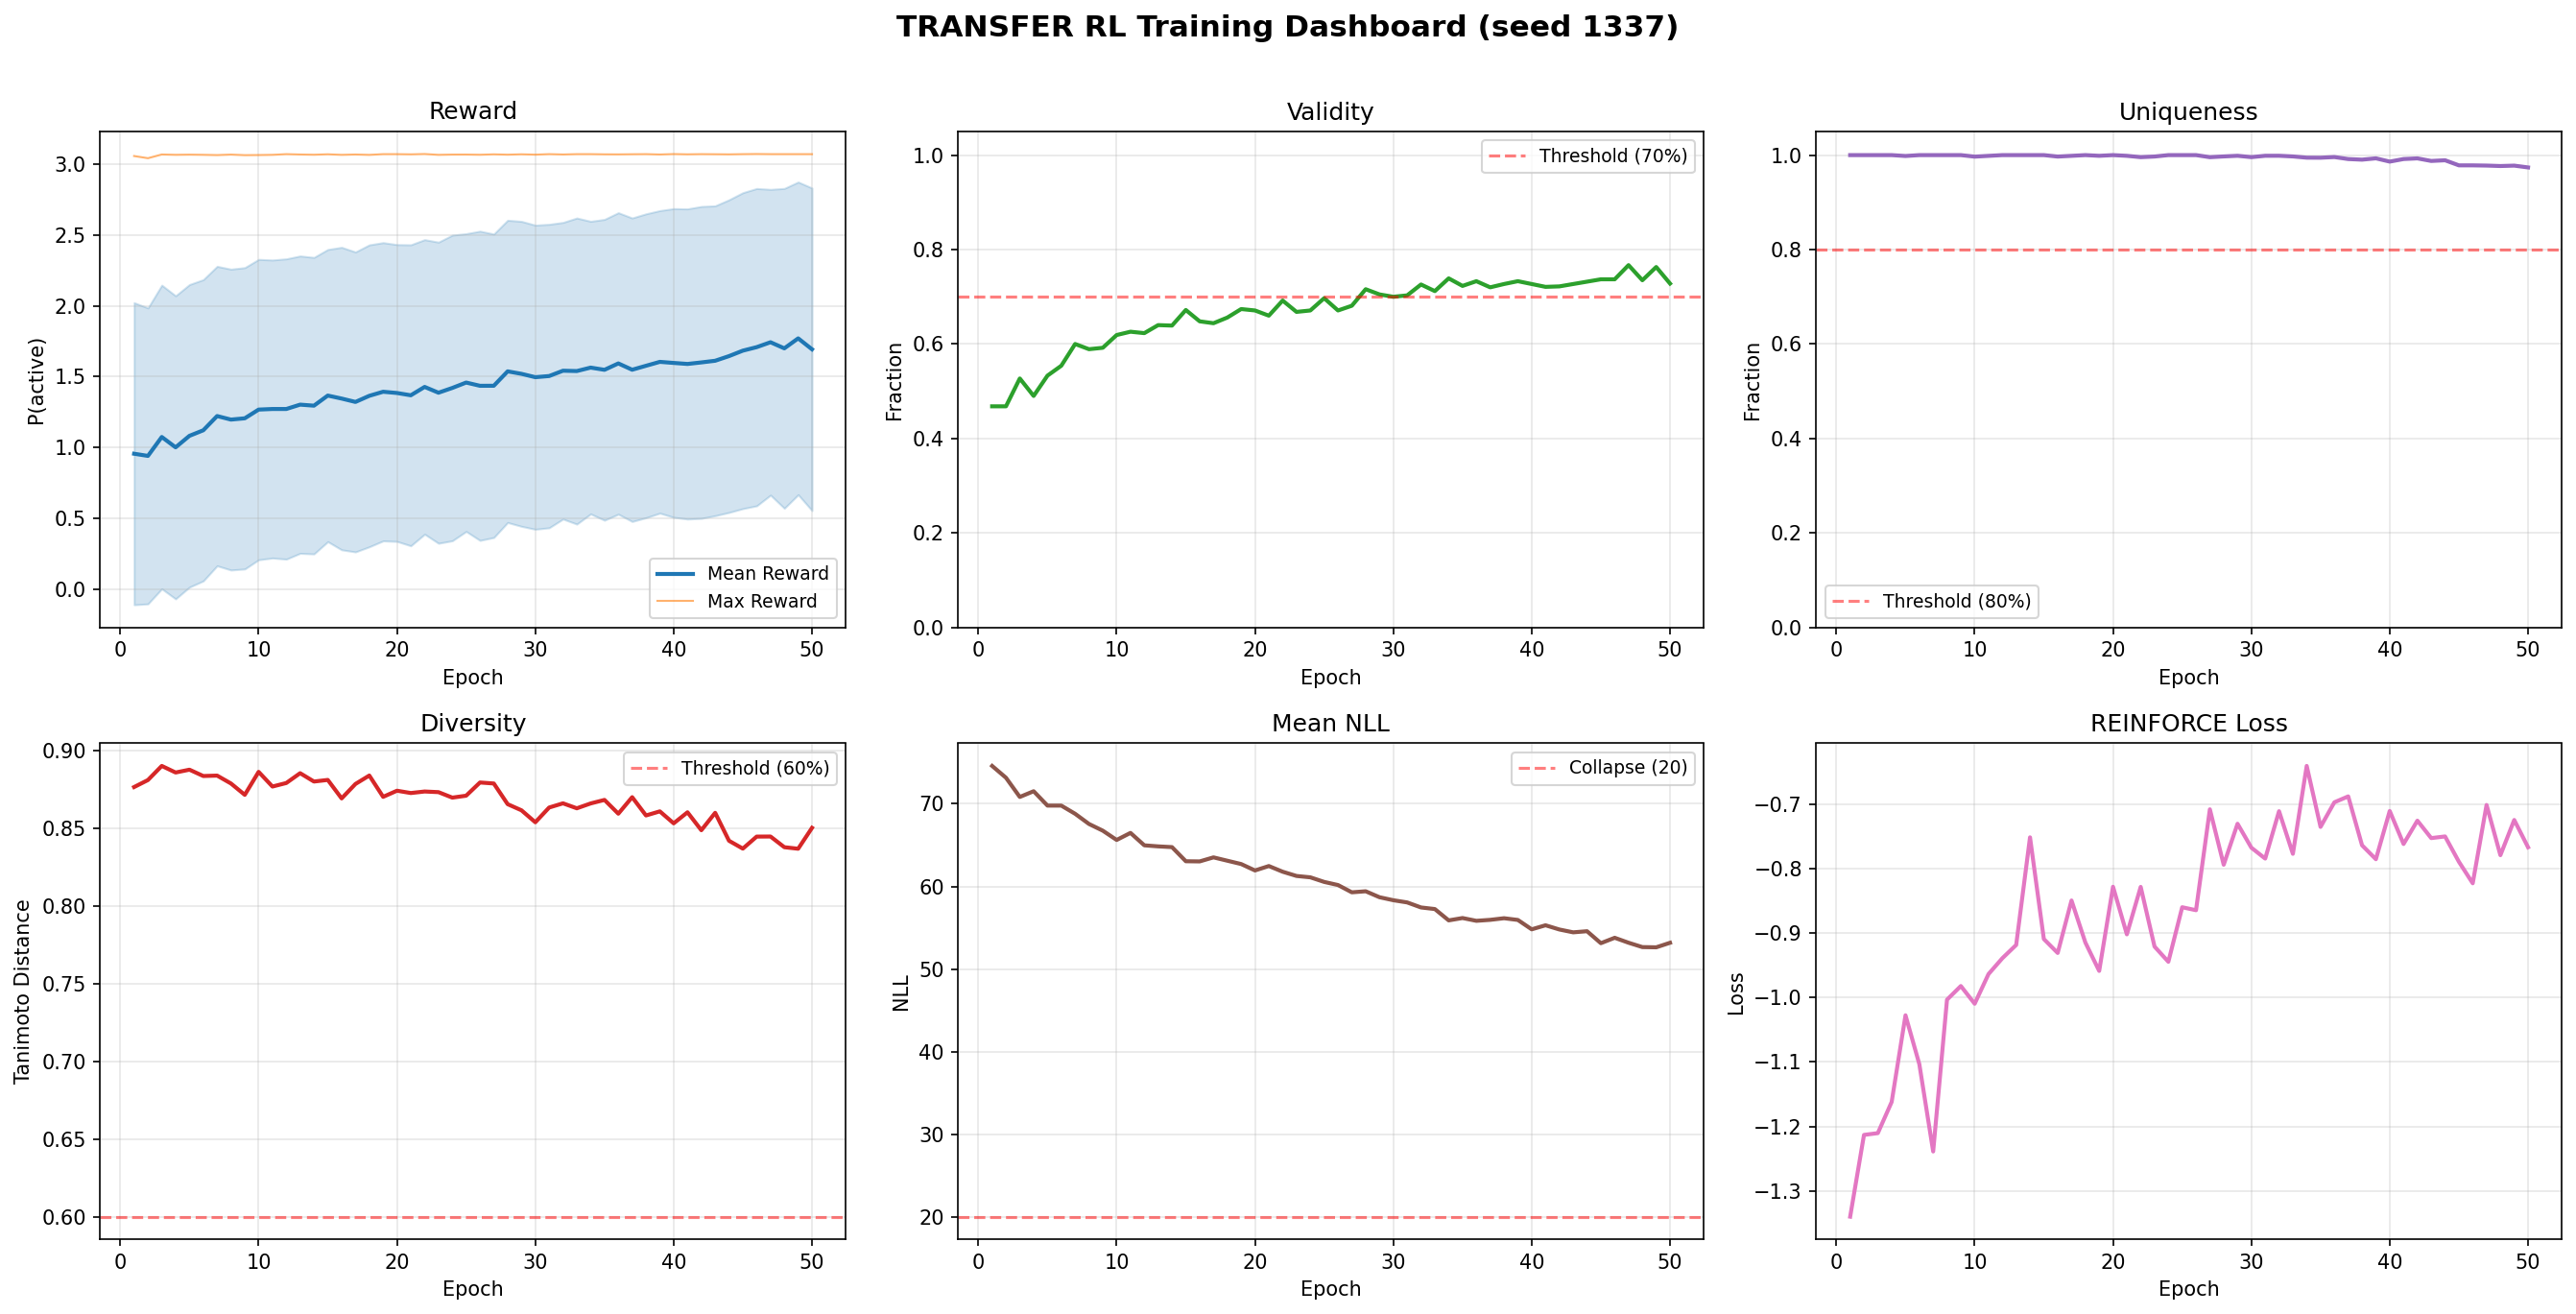 TRANSFER RL Training Dashboard (seed 1337)
Reward
P(active)
3.0
2.5
2.0
1.5
1.0
0.5
0.0
Mean Reward
Max Reward
0 10 20 30 40 50
Epoch
Validity
Fraction
1.0
0.8
0.6
0.4
0.2
0.0
Threshold (70%)
0 10 20 30 40 50
Epoch
Uniqueness
Fraction
1.0
0.8
0.6
0.4
0.2
0.0
Threshold (80%)
0 10 20 30 40 50
Epoch
Diversity
Tanimoto Distance
0.90
0.85
0.80
0.75
0.70
0.65
0.60
Threshold (60%)
0 10 20 30 40 50
Epoch
Mean NLL
NLL
70
60
50
40
30
20
Collapse (20)
0 10 20 30 40 50
Epoch
REINFORCE Loss
Loss
−0.7
−0.8
−0.9
−1.0
−1.1
−1.2
−1.3
0 10 20 30 40 50
Epoch